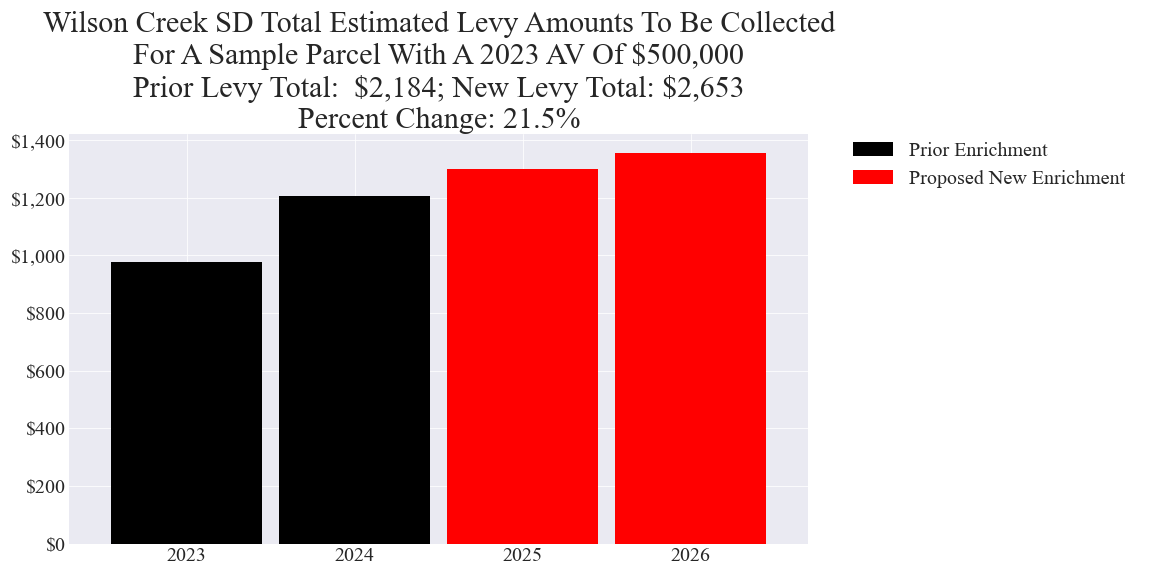 Wilson Creek SD Total Estimated Levy Amounts To Be Collected
For A Sample Parcel With A 2023 AV Of $500,000
Prior Levy Total:  $2,184; New Levy Total: $2,653
Percent Change: 21.5%
$1,400
$1,200
$1,000
$800
$600
$400
$200
$0
2023
2024
2025
2026
Prior Enrichment
Proposed New Enrichment